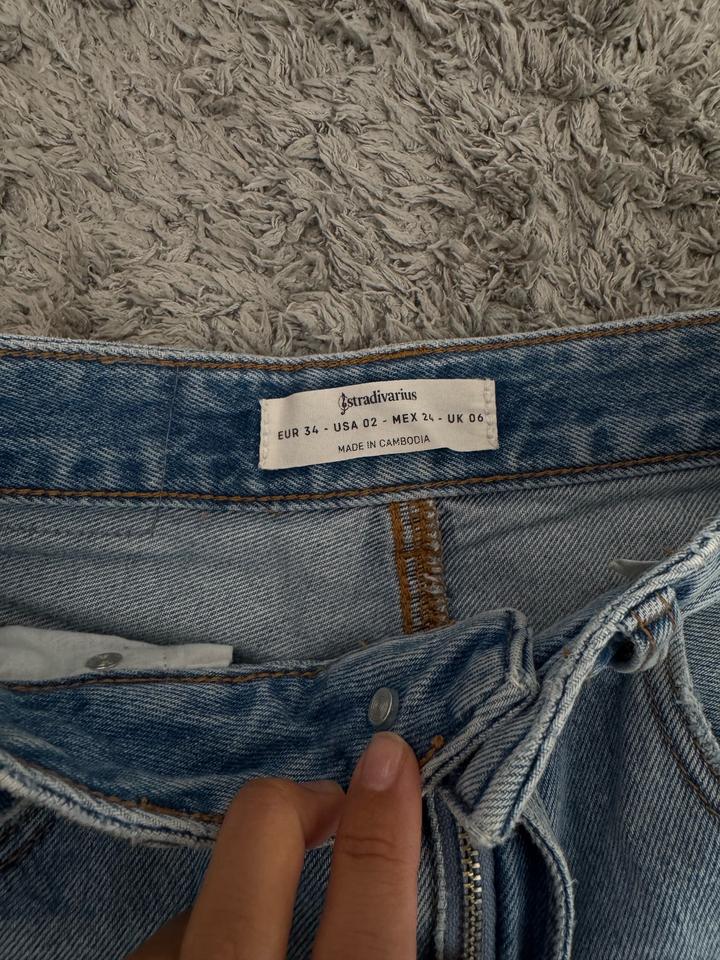 stradivarius
EUR 34 - USA 02 - MEX 24 - UK 06
MADE IN CAMBODIA